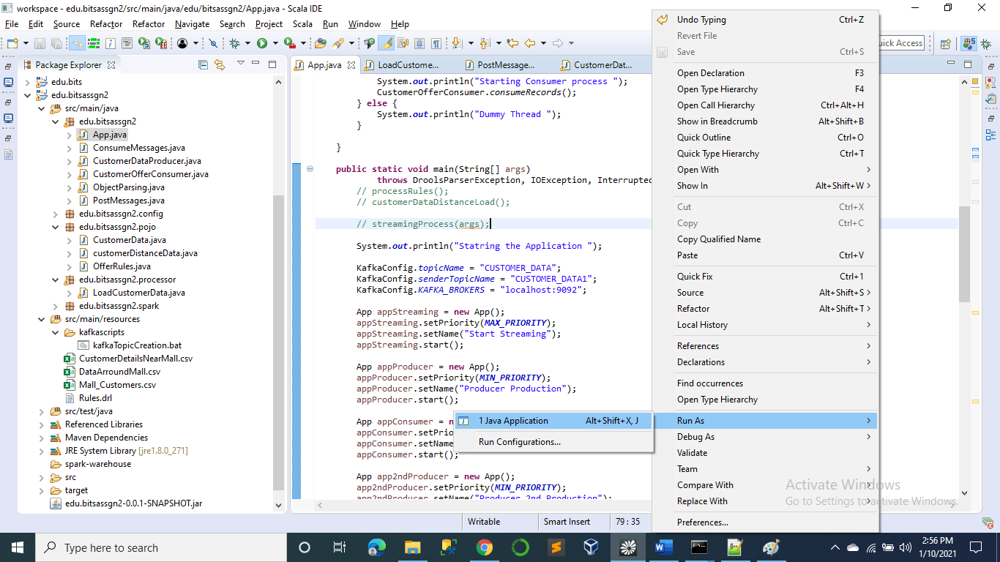 workspace - edu.bitsassgn2/src/main/java/edu/bitsassgn2/App.java - Scala IDE
File Edit Source Refactor Refactor Navigate Search Project Scala Run Window Help
uick Access
Package Explorer
edu.bits
edu.bitsassgn2
src/main/java
edu.bitsassgn2
App.java
ConsumeMessages.java
CustomerDataProducer.java
CustomerOfferConsumer.java
ObjectParsing.java
PostMessages.java
edu.bitsassgn2.config
edu.bitsassgn2.pojo
CustomerData.java
customerDistanceData.java
OfferRules.java
edu.bitsassgn2.processor
LoadCustomerData.java
edu.bitsassgn2.spark
src/main/resources
kafkascripts
kafkaTopicCreation.bat
CustomerDetailsNearMall.csv
DataArroundMall.csv
Mall_Customers.csv
Rules.drl
src/test/java
Referenced Libraries
Maven Dependencies
JRE System Library [jre1.8.0_271]
spark-warehouse
src
target
edu.bitsassgn2-0.0.1-SNAPSHOT.jar
App.java LoadCustome... PostMessage... CustomerDat...
System.out.println("Starting Consumer process ");
CustomerOfferConsumer.consumeRecords();
} else {
System.out.println("Dummy Thread ");
}
}
public static void main(String[] args)
throws DroolsParserException, IOException, Interrupted
// processRules();
// customerDataDistanceLoad();
// streamingProcess(args);
System.out.println("Statring the Application ");
KafkaConfig.topicName = "CUSTOMER_DATA";
KafkaConfig.senderTopicName = "CUSTOMER_DATA1";
KafkaConfig.KAFKA_BROKERS = "localhost:9092";
App appStreaming = new App();
appStreaming.setPriority(MAX_PRIORITY);
appStreaming.setName("Start Streaming");
appStreaming.start();
App appProducer = new App();
appProducer.setPriority(MIN_PRIORITY);
appProducer.setName("Producer Production");
appProducer.start();
App appConsumer = n
appConsumer.setPrio
appConsumer.setName
appConsumer.start();
App app2ndProducer = new App();
app2ndProducer.setPriority(MIN_PRIORITY);
app2ndProducer.setName("Producer 2nd Production");
1 Java Application Alt+Shift+X, J
Run Configurations...
Undo Typing Ctrl+Z
Revert File
Save Ctrl+S
Open Declaration F3
Open Type Hierarchy F4
Open Call Hierarchy Ctrl+Alt+H
Show in Breadcrumb Alt+Shift+B
Quick Outline Ctrl+O
Quick Type Hierarchy Ctrl+T
Open With
Show In Alt+Shift+W
Cut Ctrl+X
Copy Ctrl+C
Copy Qualified Name
Paste Ctrl+V
Quick Fix Ctrl+1
Source Alt+Shift+S
Refactor Alt+Shift+T
Local History
References
Declarations
Find occurrences
Open Type Hierarchy
Run As
Debug As
Validate
Team
Compare With
Replace With
Preferences...
Activate Windows
Go to Settings to activate Windows.
Writable Smart Insert 79 : 35
Type here to search
2:56 PM
1/10/2021